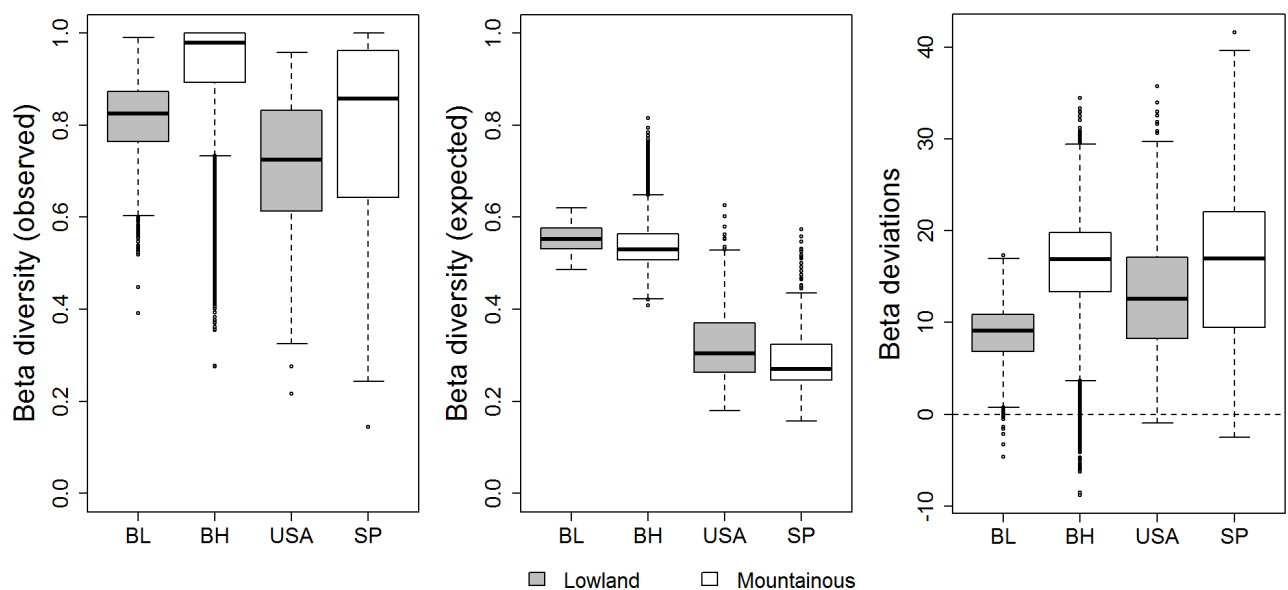 Beta diversity (observed)
1.0
0.8
0.6
0.4
0.2
0.0
BL BH USA SP
Beta diversity (expected)
1.0
0.8
0.6
0.4
0.2
0.0
BL BH USA SP
Beta deviations
40
30
20
10
0
-10
BL BH USA SP
Lowland Mountainous